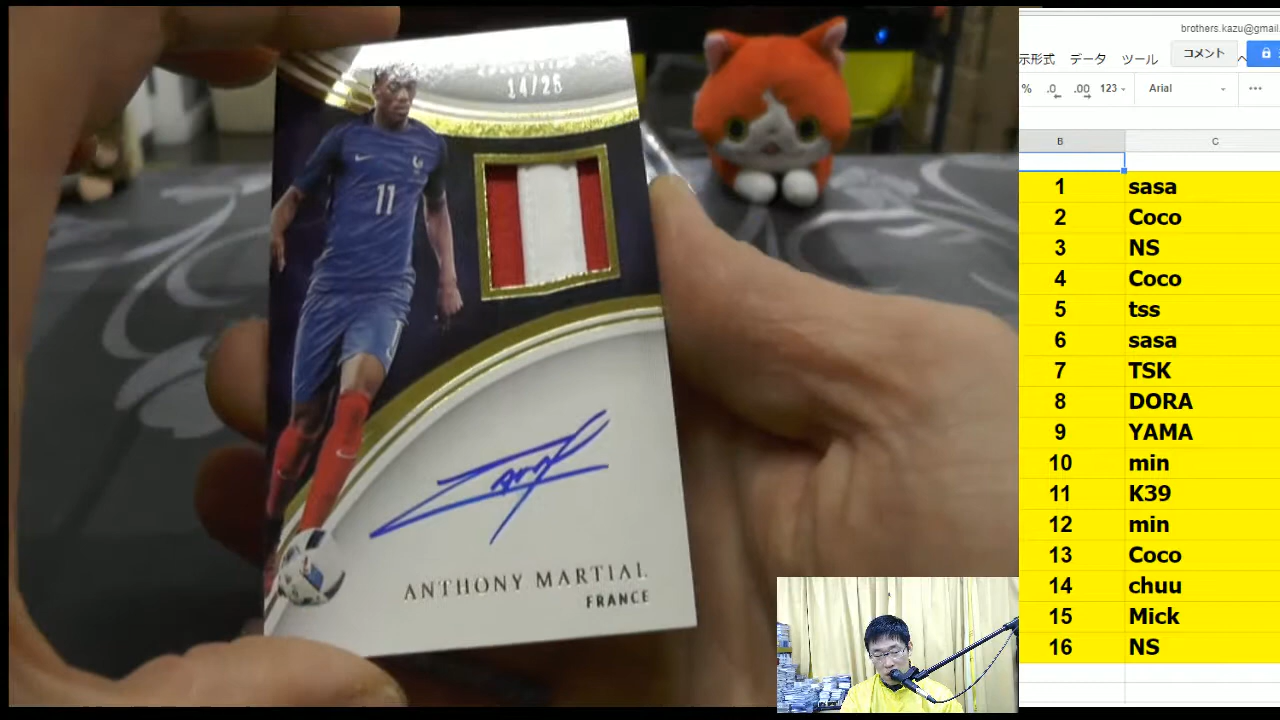 14/25
11
ANTHONY MARTIAL
FRANCE
brothers.kazu@gmail.
示形式 データ ツール ヘ
コメント
% .0 .00 123 Arial
B C
1 sasa
2 Coco
3 NS
4 Coco
5 tss
6 sasa
7 TSK
8 DORA
9 YAMA
10 min
11 K39
12 min
13 Coco
14 chuu
15 Mick
16 NS